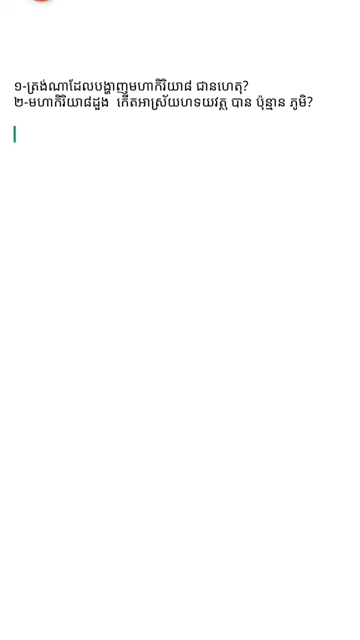 ១-ត្រង់ណាដែលបង្ហាញមហាកិរិយា៨ ជានហេតុ?
២-មហាកិរិយា៨ដួង កើតអាស្រ័យហទយវត្ថុ បាន ប៉ុន្មាន ភូមិ?